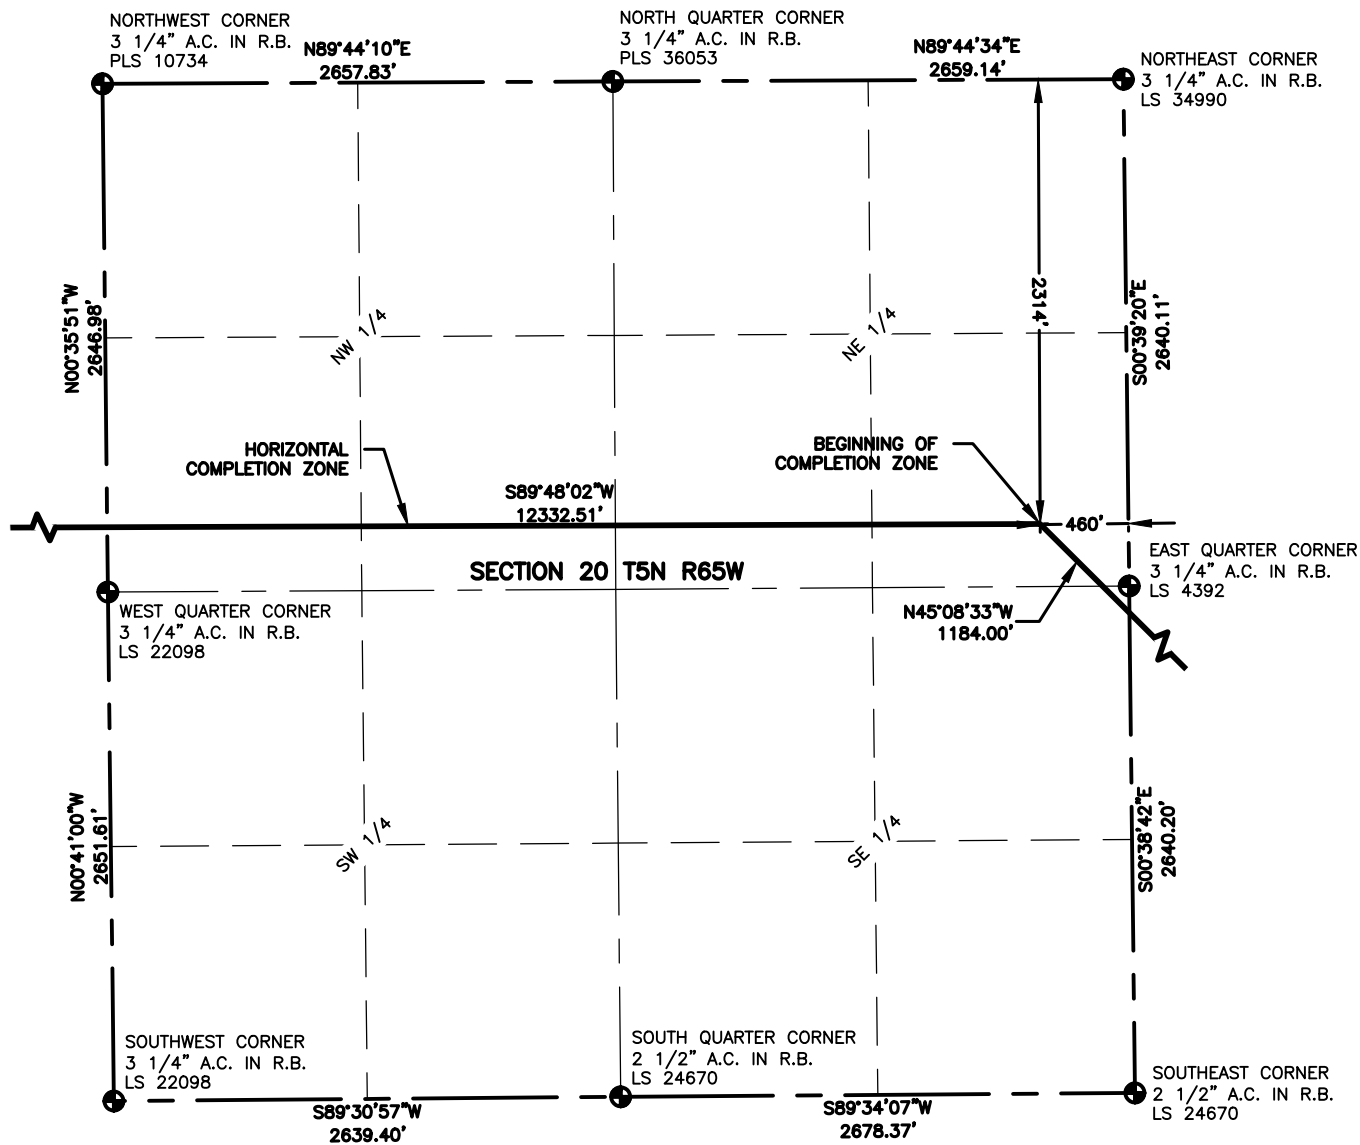 NORTHWEST CORNER
3 1/4" A.C. IN R.B.
PLS 10734
N89°44'10"E
2657.83'
NORTH QUARTER CORNER
3 1/4" A.C. IN R.B.
PLS 36053
N89°44'34"E
2659.14'
NORTHEAST CORNER
3 1/4" A.C. IN R.B.
LS 34990
N00°35'51"W
2646.98'
NW 1/4
NE 1/4
2314'
S00°39'20"E
2640.11'
HORIZONTAL
COMPLETION ZONE
BEGINNING OF
COMPLETION ZONE
S89°48'02"W
12332.51'
460'
SECTION 20 T5N R65W
EAST QUARTER CORNER
3 1/4" A.C. IN R.B.
LS 4392
WEST QUARTER CORNER
3 1/4" A.C. IN R.B.
LS 22098
N45°08'33"W
1184.00'
N00°41'00"W
2651.61'
SW 1/4
SE 1/4
S00°38'42"E
2640.20'
SOUTHWEST CORNER
3 1/4" A.C. IN R.B.
LS 22098
S89°30'57"W
2639.40'
SOUTH QUARTER CORNER
2 1/2" A.C. IN R.B.
LS 24670
S89°34'07"W
2678.37'
SOUTHEAST CORNER
2 1/2" A.C. IN R.B.
LS 24670